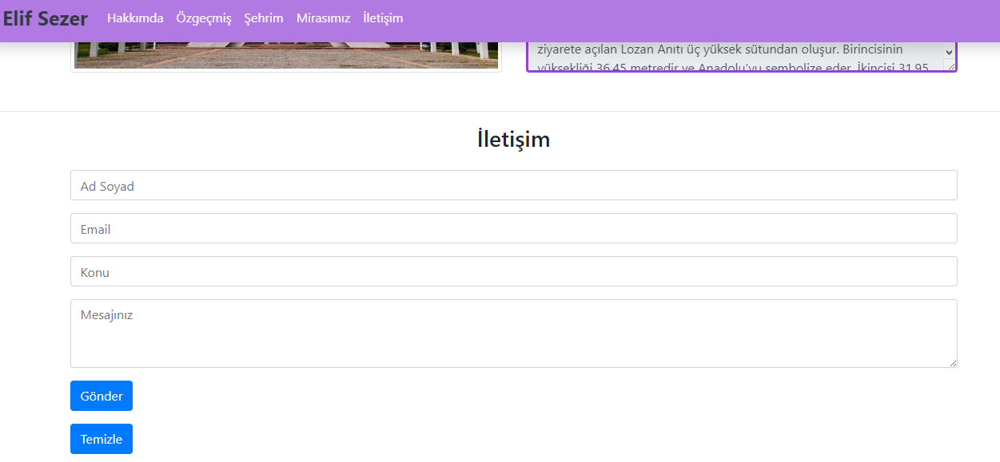 Elif Sezer Hakkımda Özgeçmiş Şehrim Mirasımız İletişim
ziyarete açılan Lozan Anıtı üç yüksek sütundan oluşur. Birincisinin
yüksekliği 36,45 metredir ve Anadolu'yu sembolize eder. İkincisi 31,95
İletişim
Ad Soyad
Email
Konu
Mesajınız
Gönder
Temizle